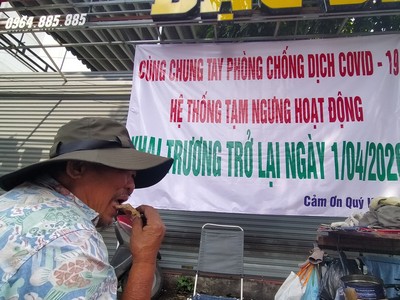 0964.885.885
CÙNG CHUNG TAY PHÒNG CHỐNG DỊCH COVID - 19
HỆ THỐNG TẠM NGƯNG HOẠT ĐỘNG
KHAI TRƯƠNG TRỞ LẠI NGÀY 1/04/2020
Cảm Ơn Quý